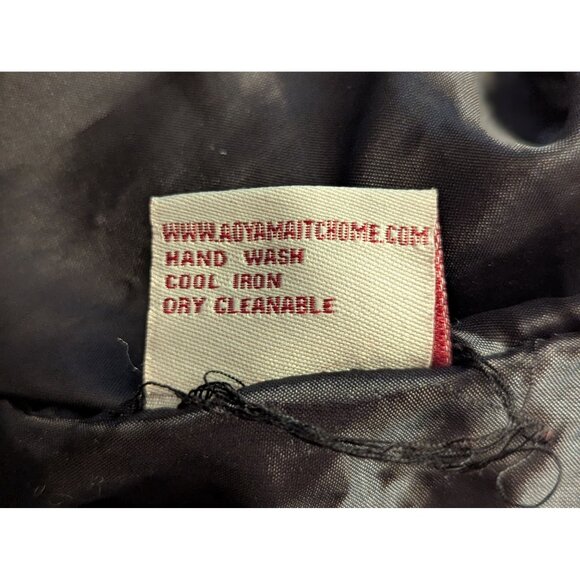 WWW.AOYAMAITCHOME.COM
HAND WASH
COOL IRON
DRY CLEANABLE